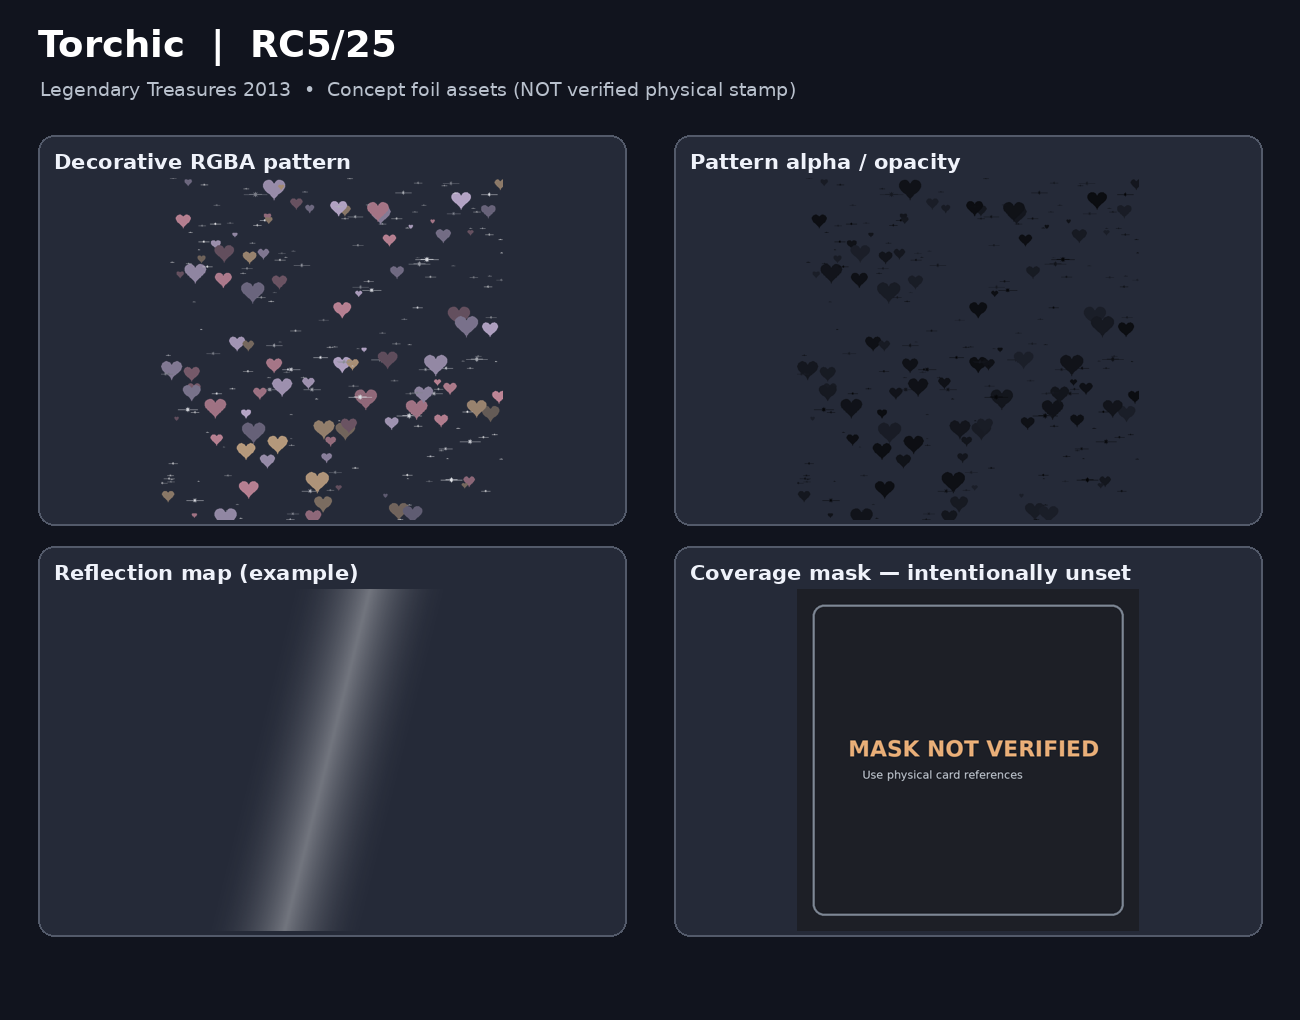 Torchic | RC5/25
Legendary Treasures 2013 • Concept foil assets (NOT verified physical stamp)
Decorative RGBA pattern
Pattern alpha / opacity
Reflection map (example)
Coverage mask — intentionally unset
MASK NOT VERIFIED
Use physical card references